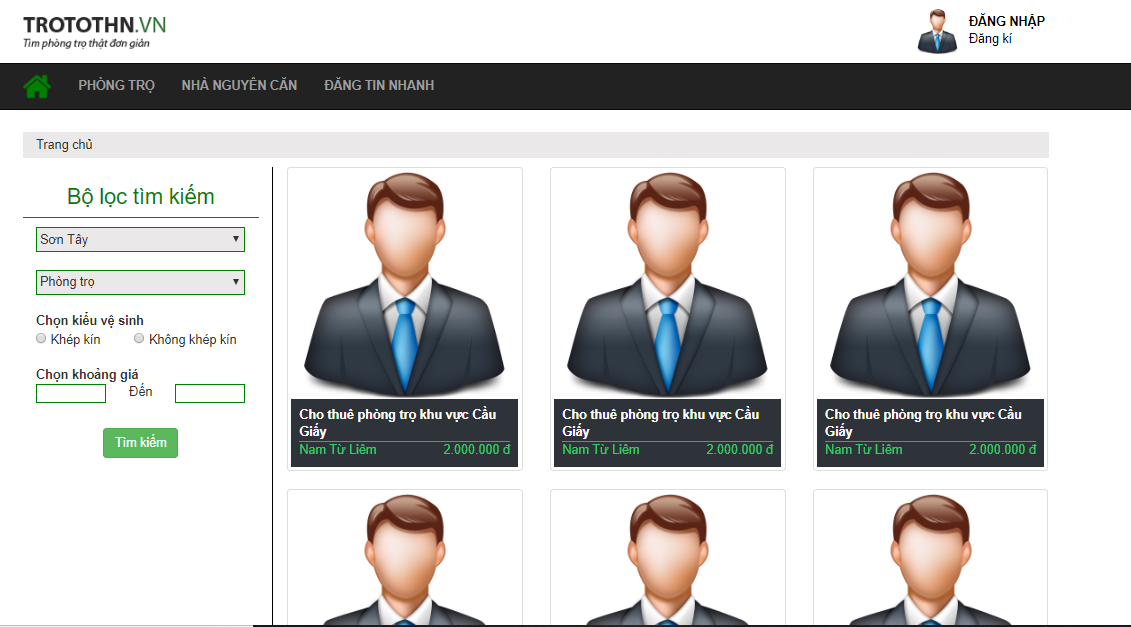 TROTOTHN.VN
Tìm phòng trọ thật đơn giản
ĐĂNG NHẬP
Đăng kí
PHÒNG TRỌ NHÀ NGUYÊN CĂN ĐĂNG TIN NHANH
Trang chủ
Bộ lọc tìm kiếm
Sơn Tây
Phòng trọ
Chọn kiểu vệ sinh
Khép kín Không khép kín
Chọn khoảng giá
Đến
Tìm kiếm
Cho thuê phòng trọ khu vực Cầu
Giấy
Nam Từ Liêm 2.000.000 đ
Cho thuê phòng trọ khu vực Cầu
Giấy
Nam Từ Liêm 2.000.000 đ
Cho thuê phòng trọ khu vực Cầu
Giấy
Nam Từ Liêm 2.000.000 đ